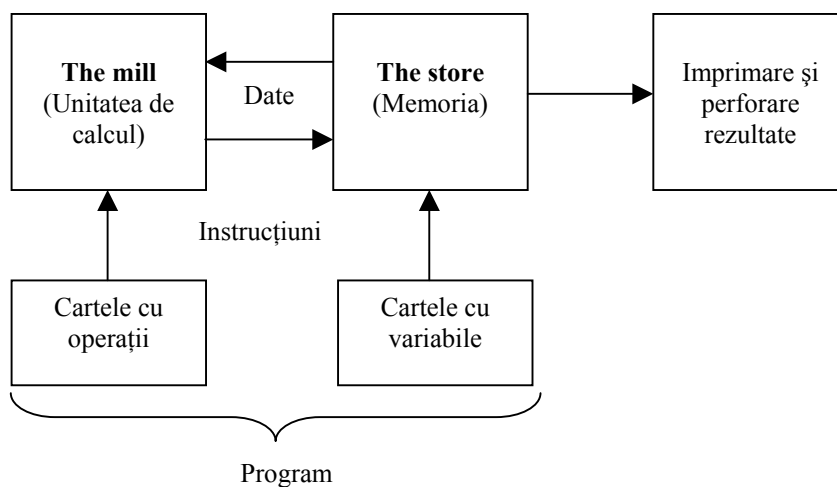 The mill
(Unitatea de
calcul)
Date
The store
(Memoria)
Imprimare şi
perforare
rezultate
Instrucţiuni
Cartele cu
operaţii
Cartele cu
variabile
Program